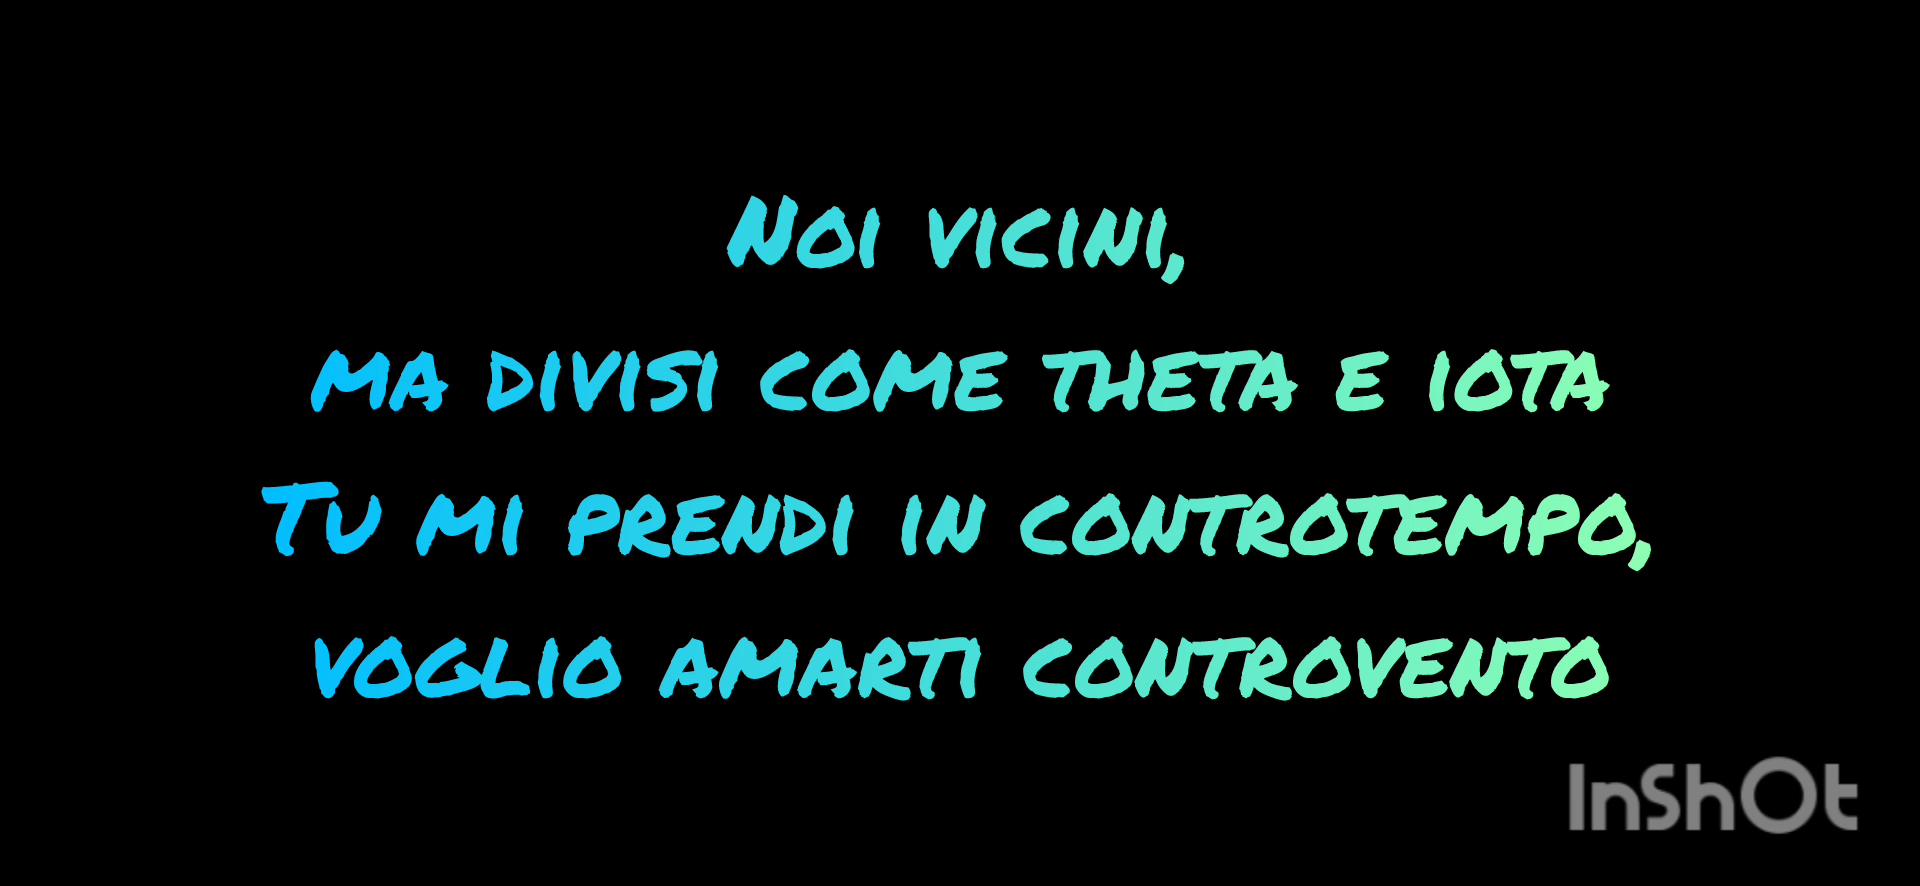 Noi vicini,
ma divisi come theta e iota
Tu mi prendi in controtempo,
voglio amarti controvento
InShOt